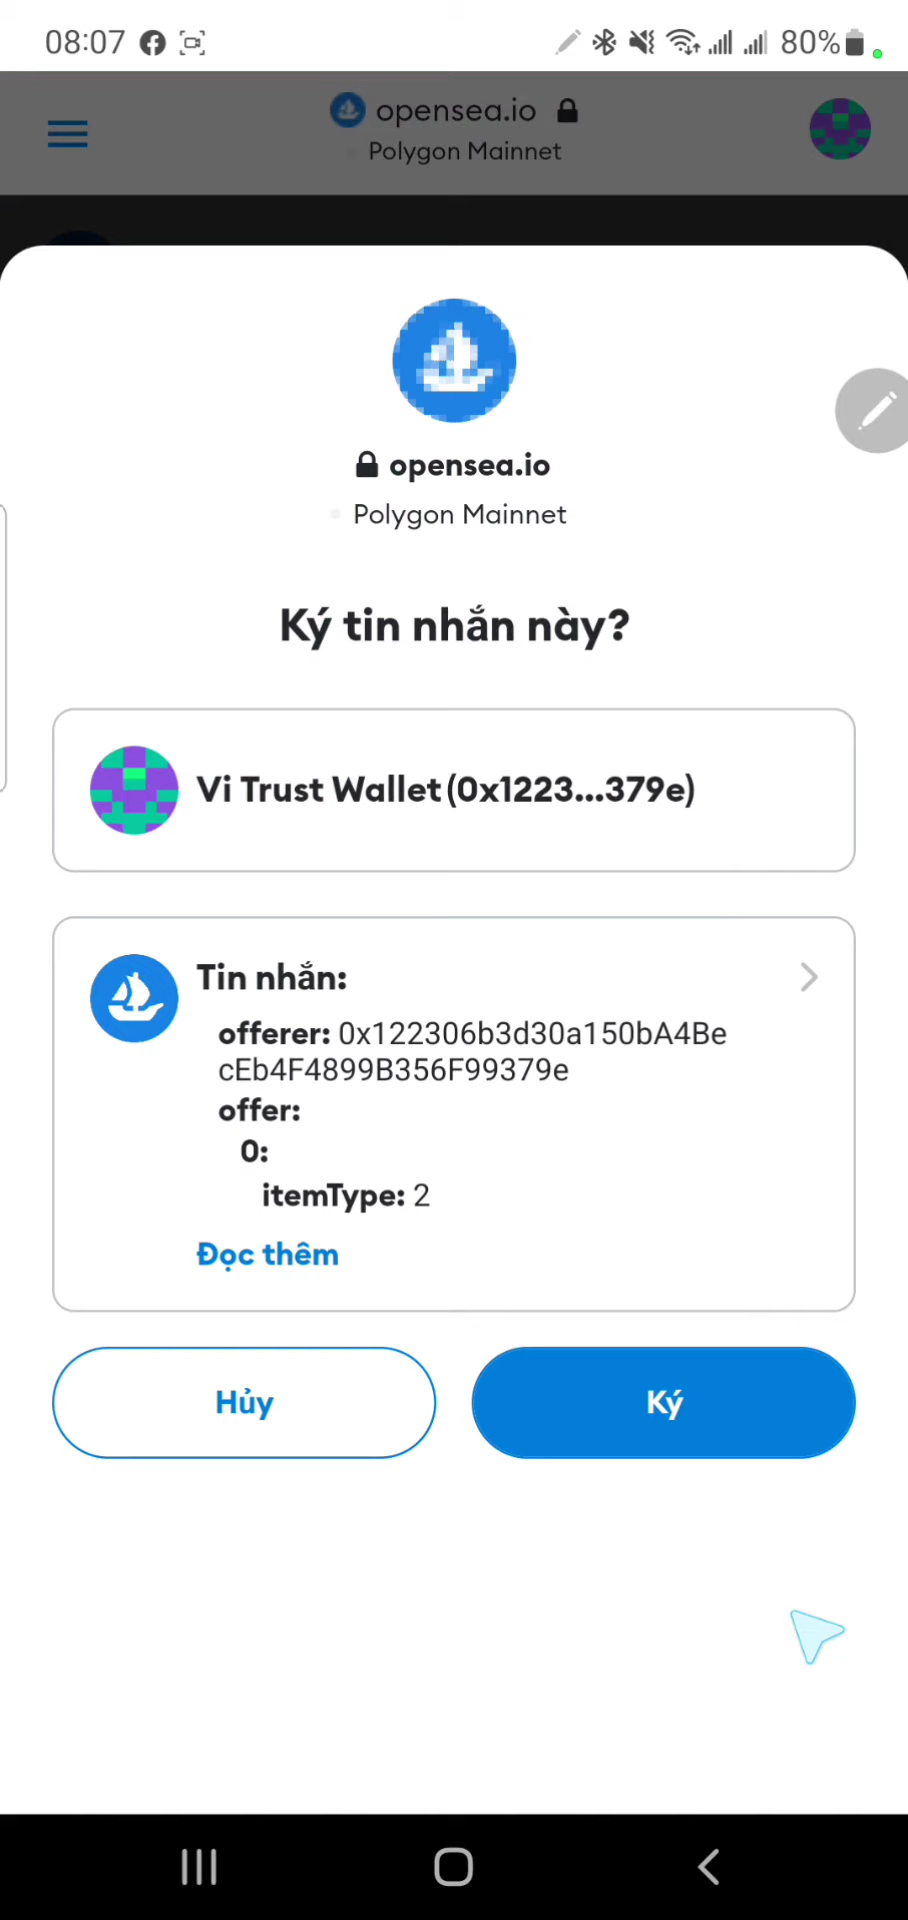 08:07
80%
opensea.io
Polygon Mainnet
opensea.io
Polygon Mainnet
Ký tin nhắn này?
Vi Trust Wallet (0x1223...379e)
Tin nhắn:
offerer: 0x122306b3d30a150bA4Be
cEb4F4899B356F99379e
offer:
0:
itemType: 2
Đọc thêm
Hủy
Ký